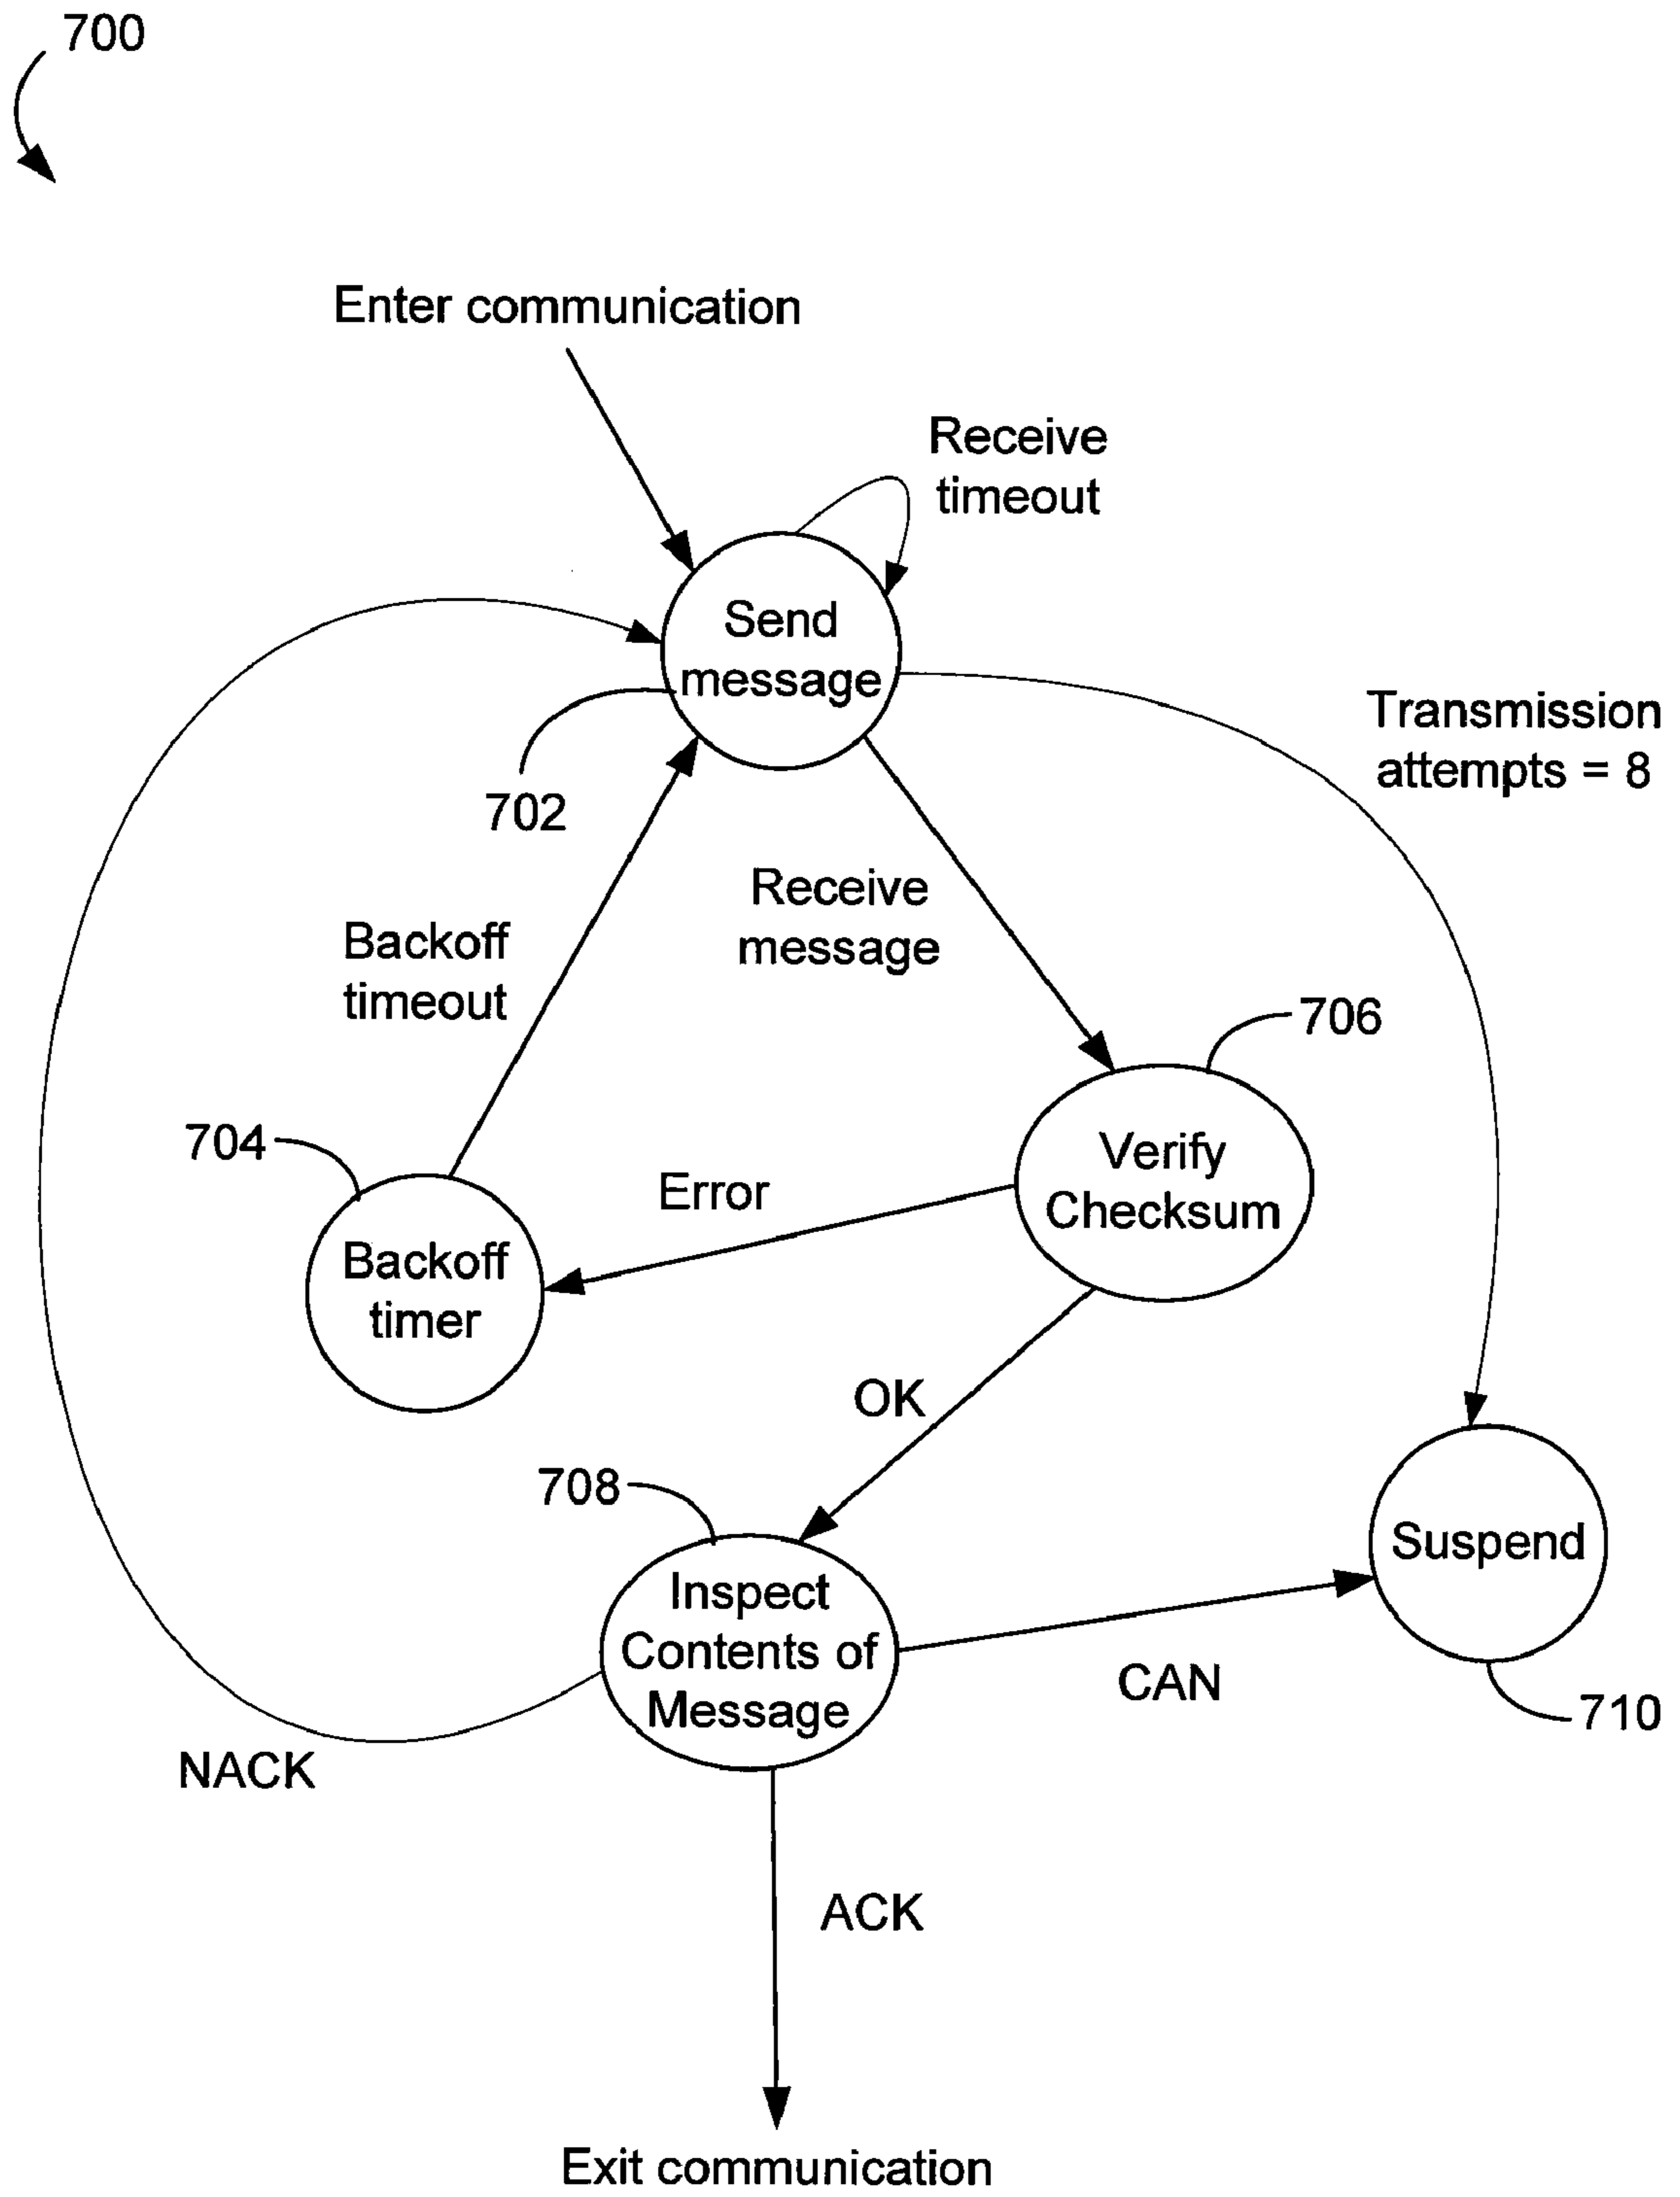 700
Enter communication
Receive
timeout
Send
message
702
Transmission
attempts = 8
Receive
message
Backoff
timeout
706
704
Verify
Checksum
Error
Backoff
timer
OK
708
Suspend
Inspect
Contents of
Message
CAN
710
NACK
ACK
Exit communication